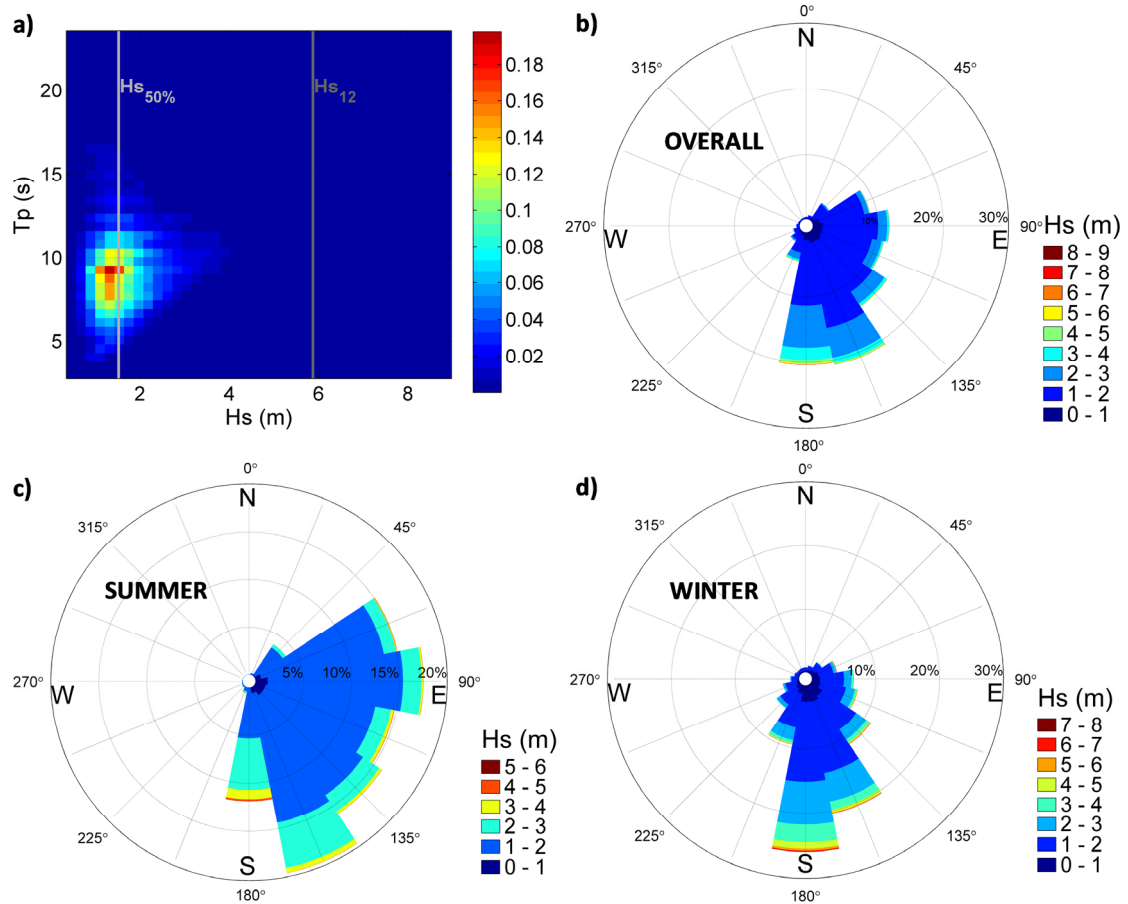 a)
Hs50%
Hs12
20
15
10
5
Tp (s)
2
4
6
8
Hs (m)
0.18
0.16
0.14
0.12
0.1
0.08
0.06
0.04
0.02
b)
0°
N
315°
45°
OVERALL
270°
W
10%
20%
30%
E
90°
225°
135°
S
180°
Hs (m)
8 - 9
7 - 8
6 - 7
5 - 6
4 - 5
3 - 4
2 - 3
1 - 2
0 - 1
c)
0°
N
315°
45°
SUMMER
270°
W
5%
10%
15%
20%
E
90°
225°
135°
S
180°
Hs (m)
5 - 6
4 - 5
3 - 4
2 - 3
1 - 2
0 - 1
d)
0°
N
315°
45°
WINTER
270°
W
10%
20%
30%
E
90°
225°
135°
S
180°
Hs (m)
7 - 8
6 - 7
5 - 6
4 - 5
3 - 4
2 - 3
1 - 2
0 - 1